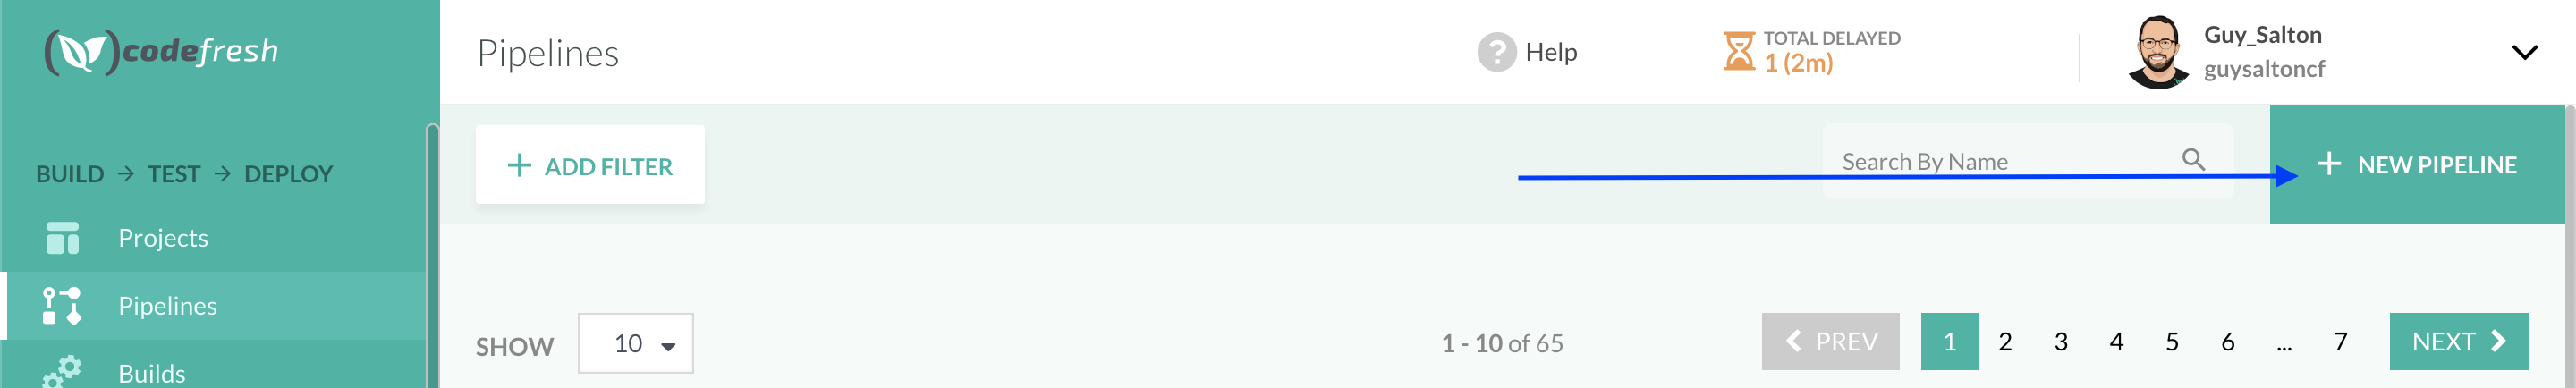 codefresh
Pipelines
Help
TOTAL DELAYED
1 (2m)
Guy_Salton
guysaltoncf
BUILD → TEST → DEPLOY
Projects
Pipelines
Builds
+ ADD FILTER
Search By Name
+ NEW PIPELINE
SHOW
10
1 - 10 of 65
PREV
1 2 3 4 5 6 ... 7
NEXT